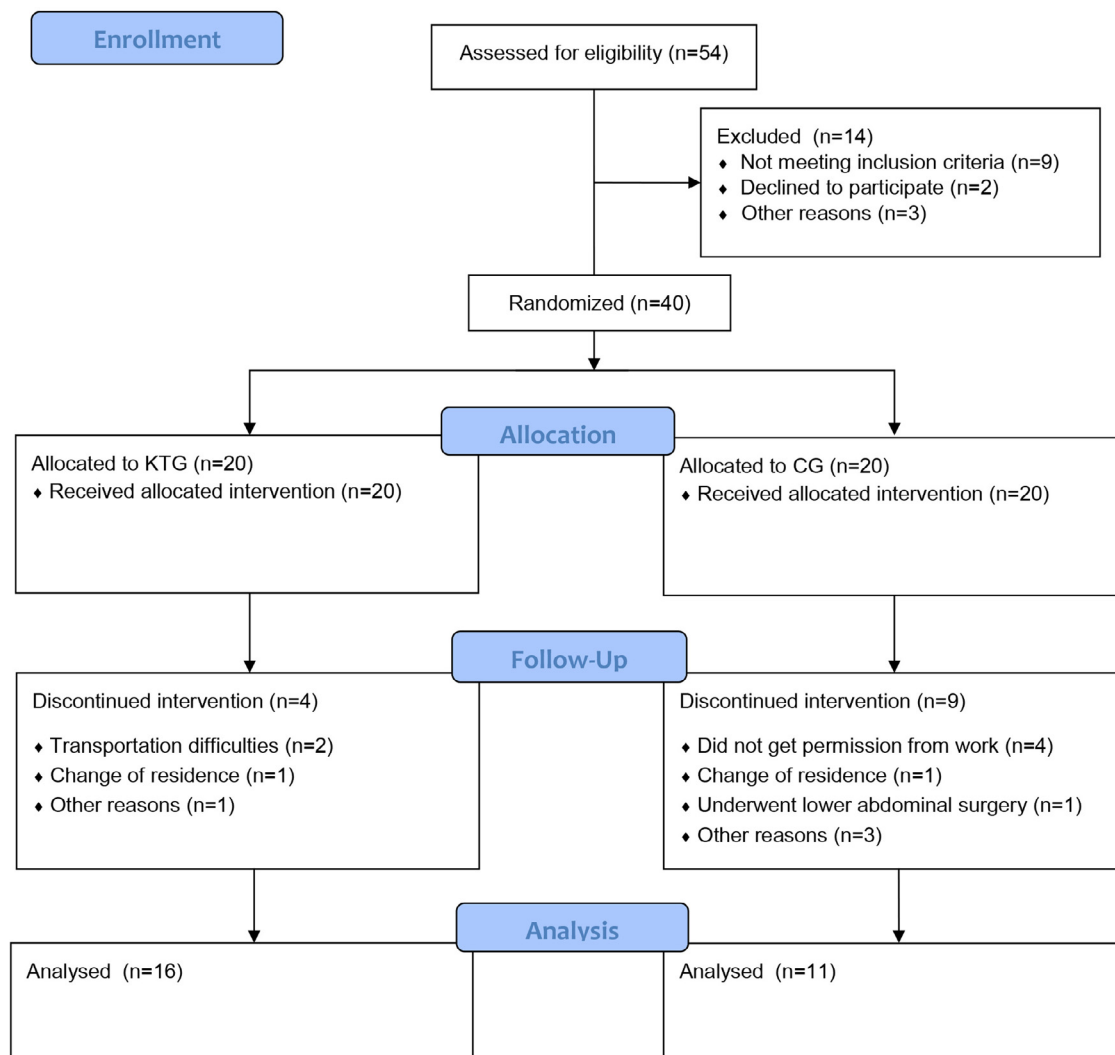 Enrollment
Assessed for eligibility (n=54)
Excluded (n=14)
♦ Not meeting inclusion criteria (n=9)
♦ Declined to participate (n=2)
♦ Other reasons (n=3)
Randomized (n=40)
Allocation
Allocated to KTG (n=20)
♦ Received allocated intervention (n=20)
Allocated to CG (n=20)
♦ Received allocated intervention (n=20)
Follow-Up
Discontinued intervention (n=4)
♦ Transportation difficulties (n=2)
♦ Change of residence (n=1)
♦ Other reasons (n=1)
Discontinued intervention (n=9)
♦ Did not get permission from work (n=4)
♦ Change of residence (n=1)
♦ Underwent lower abdominal surgery (n=1)
♦ Other reasons (n=3)
Analysis
Analysed (n=16)
Analysed (n=11)